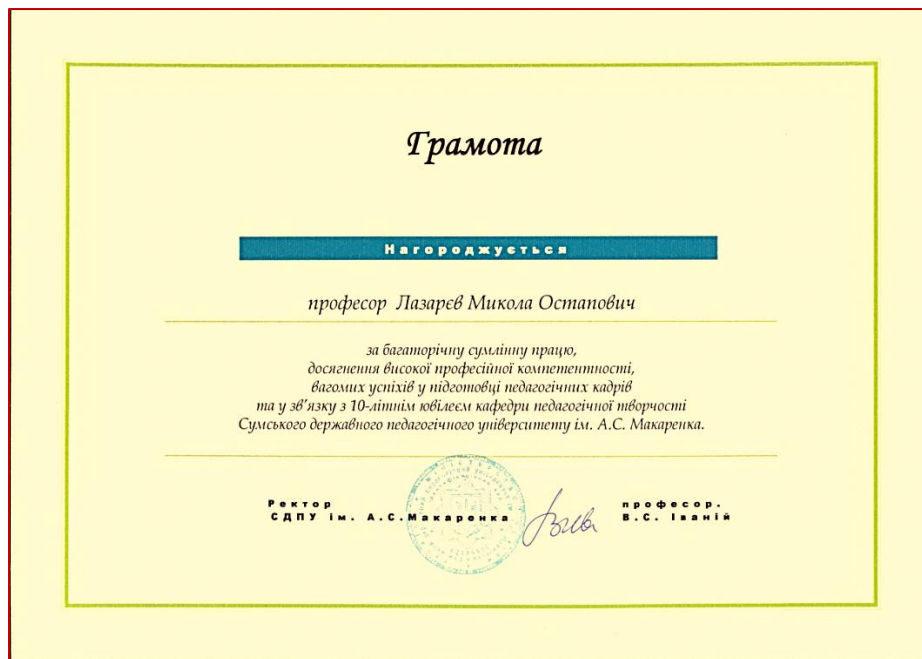 Грамота
Нагороджується
професор Лазарєв Микола Остапович
за багаторічну сумлінну працю,
досягнення високої професійної компетентності,
вагомих успіхів у підготовці педагогічних кадрів
та у зв’язку з 10-літнім ювілеєм кафедри педагогічної творчості
Сумського державного педагогічного університету ім. А.С. Макаренка.
Ректор
СДПУ ім. А.С.Макаренка
професор.
В.С. Іваній